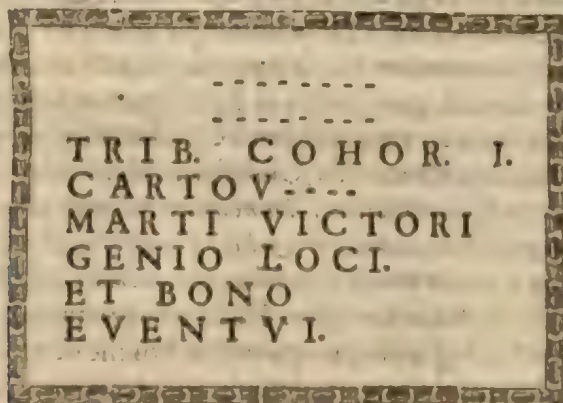 - - - - - - - -
- - - - - - - -
TRIB. COHOR. I.
CARTOV----
MARTI VICTORI
GENIO LOCI.
ET BONO
EVENTVI.